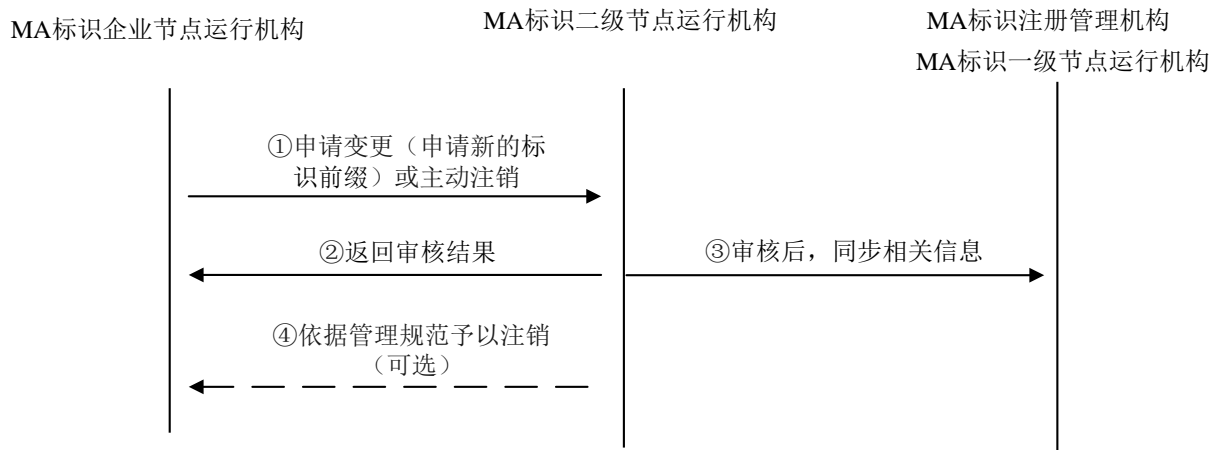 MA标识企业节点运行机构
MA标识二级节点运行机构
MA标识注册管理机构
MA标识一级节点运行机构
①申请变更（申请新的标
识前缀）或主动注销
②返回审核结果
③审核后，同步相关信息
④依据管理规范予以注销
（可选）